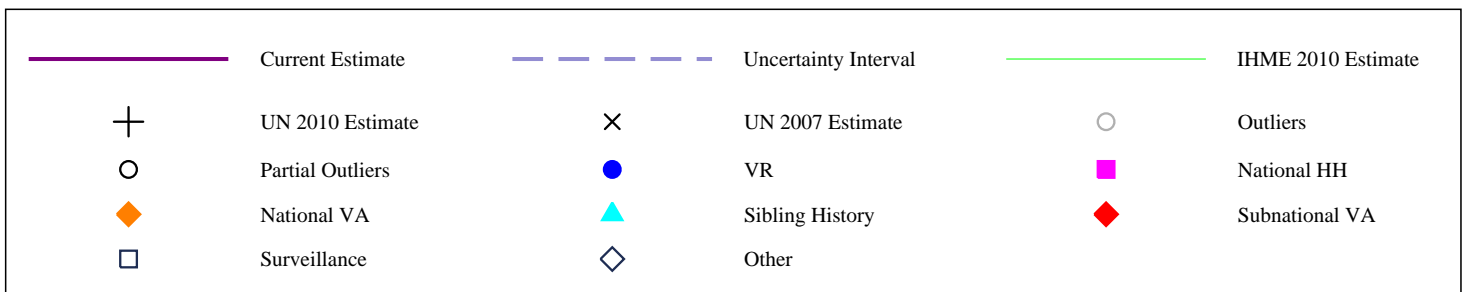 Current Estimate Uncertainty Interval IHME 2010 Estimate
UN 2010 Estimate UN 2007 Estimate Outliers
Partial Outliers VR National HH
National VA Sibling History Subnational VA
Surveillance Other